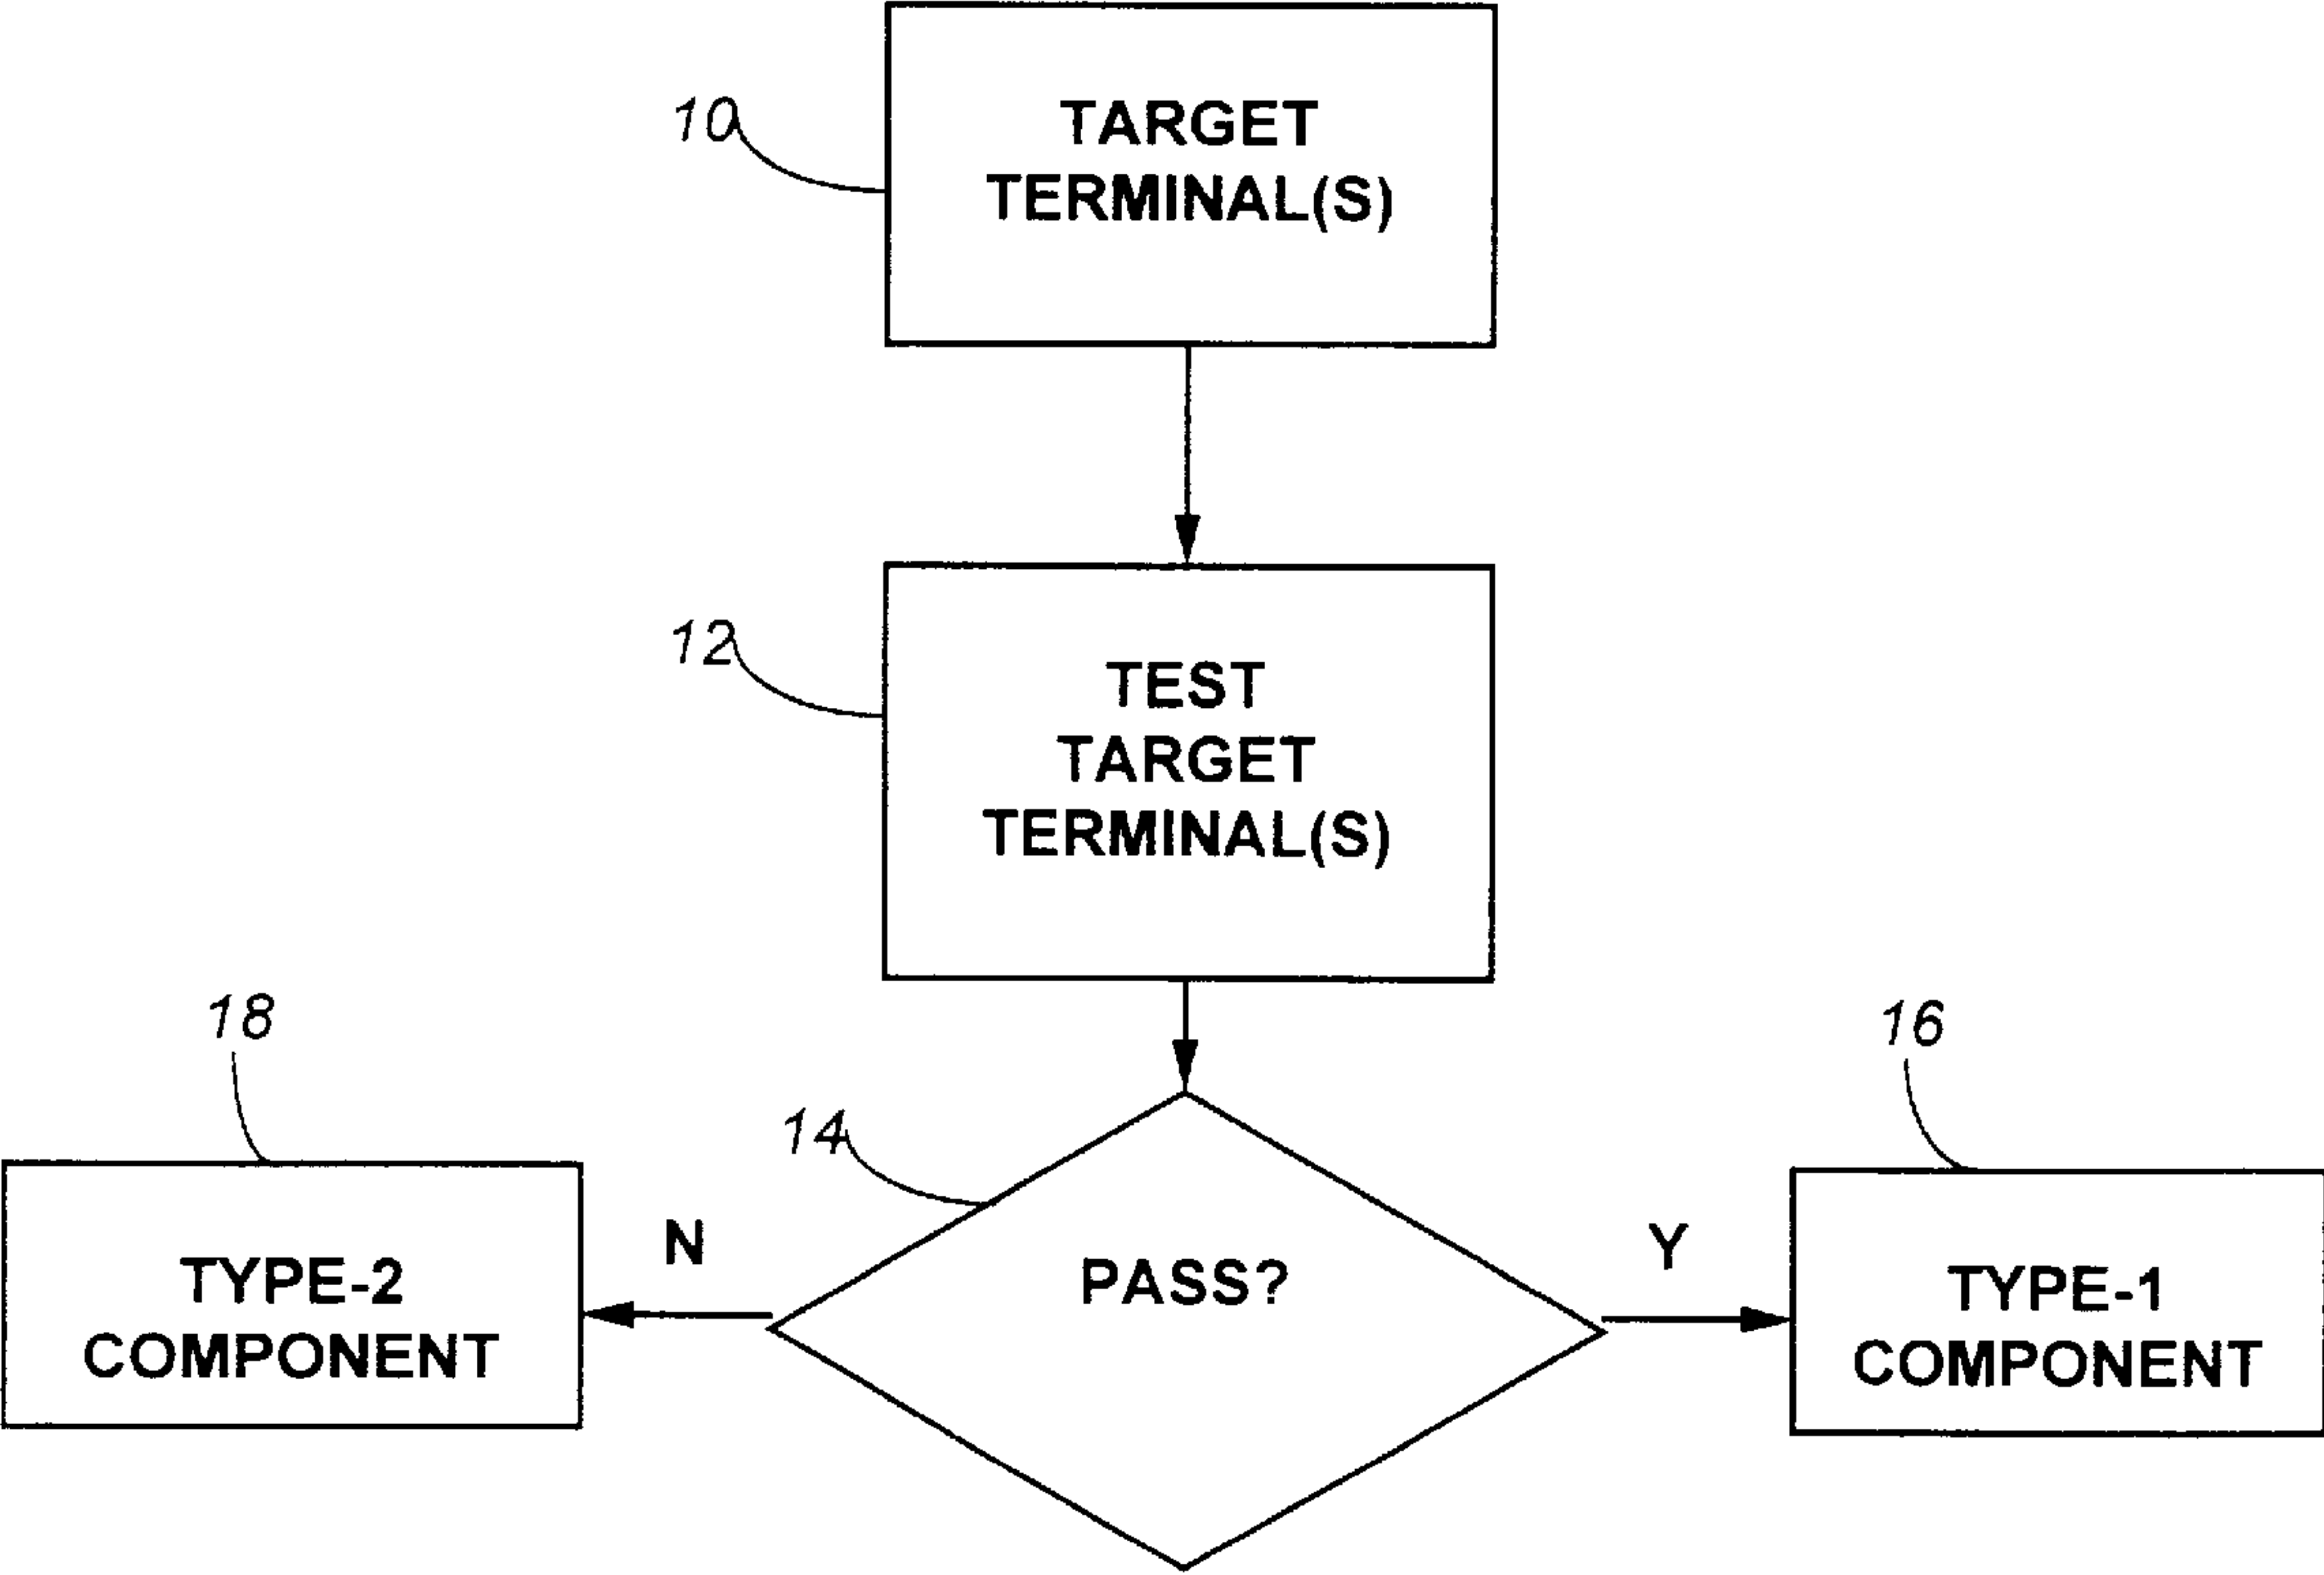 10
TARGET
TERMINAL(S)
12
TEST
TARGET
TERMINAL(S)
18
16
14
N
Y
PASS?
TYPE-2
COMPONENT
TYPE-1
COMPONENT